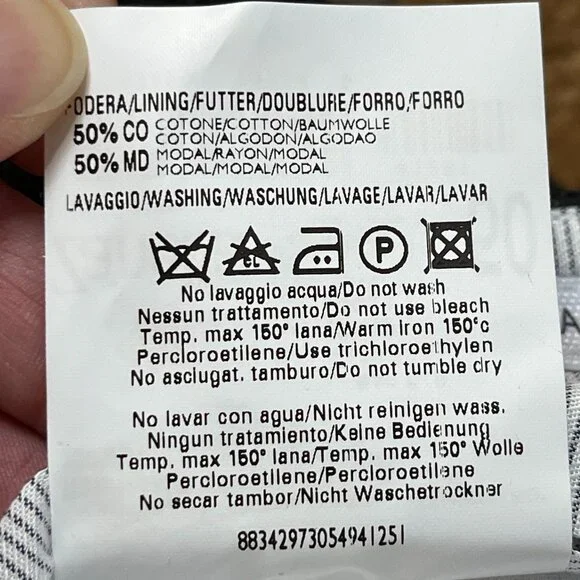 FODERA/LINING/FUTTER/DOUBLURE/FORRO/FORRO
50% CO COTONE/COTTON/BAUMWOLLE
COTON/ALGODÓN/ALGODAO
50% MD MODAL/RAYON/MODAL
MODAL/MODAL/MODAL
LAVAGGIO/WASHING/WASCHUNG/LAVAGE/LAVAR/LAVAR
CL P
No lavaggio acqua/Do not wash
Nessun trattamento/Do not use bleach
Temp. max 150° lana/Warm iron 150°c
Percloroetilene/Use trichloroethylen
No asciugat. tamburo/Do not tumble dry
No lavar con agua/Nicht reinigen wass.
Ningun tratamiento/Keine Bedienung
Temp. max 150° lana/Temp. max 150° Wolle
Percloroetilene/Percloroetilene
No secar tambor/Nicht Waschetrockner
8834297305494125I